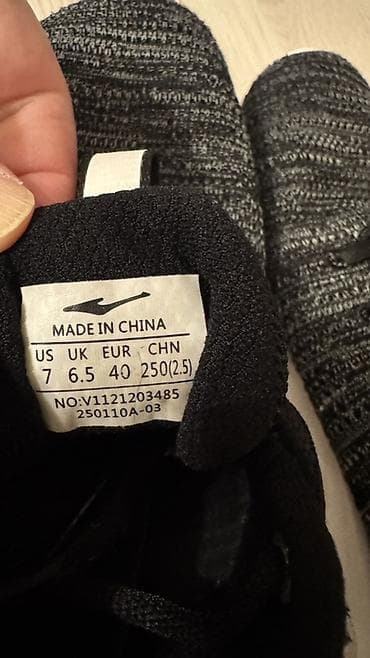 MADE IN CHINA
US UK EUR CHN
7 6.5 40 250(2.5)
NO:V1121203485
250110A-03